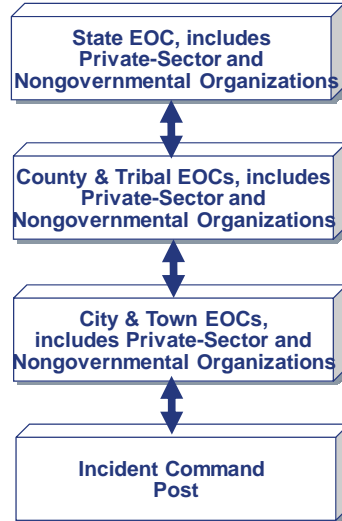 State EOC, includes
Private-Sector and
Nongovernmental Organizations
County & Tribal EOCs, includes
Private-Sector and
Nongovernmental Organizations
City & Town EOCs,
includes Private-Sector and
Nongovernmental Organizations
Incident Command
Post